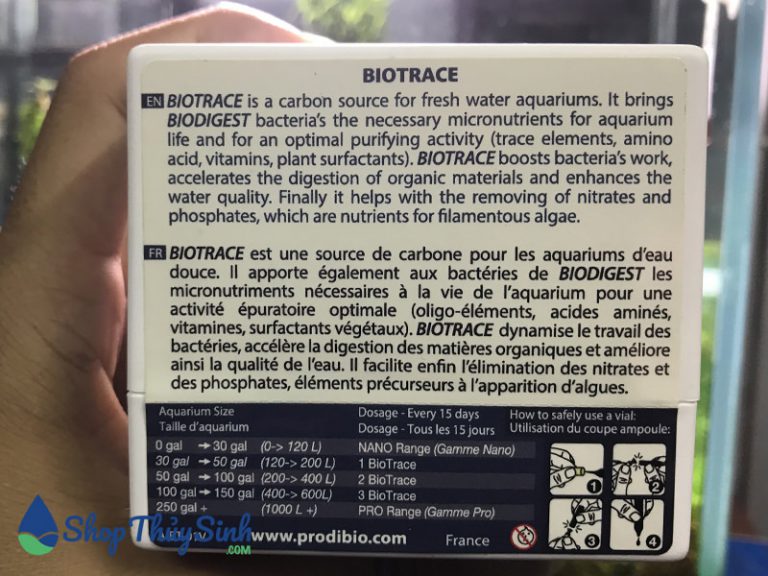 BIOTRACE
EN BIOTRACE is a carbon source for fresh water aquariums. It brings
BIODIGEST bacteria's the necessary micronutrients for aquarium
life and for an optimal purifying activity (trace elements, amino
acid, vitamins, plant surfactants). BIOTRACE boosts bacteria's work,
accelerates the digestion of organic materials and enhances the
water quality. Finally it helps with the removing of nitrates and
phosphates, which are nutrients for filamentous algae.
FR BIOTRACE est une source de carbone pour les aquariums d'eau
douce. Il apporte également aux bactéries de BIODIGEST les
micronutriments nécessaires à la vie de l'aquarium pour une
activité épuratoire optimale (oligo-éléments, acides aminés,
vitamines, surfactants végétaux). BIOTRACE dynamise le travail des
bactéries, accélère la digestion des matières organiques et améliore
ainsi la qualité de l'eau. Il facilite enfin l'élimination des nitrates et
des phosphates, éléments précurseurs à l'apparition d'algues.
Aquarium Size Dosage - Every 15 days How to safely use a vial:
Taille d'aquarium Dosage - Tous les 15 jours Utilisation du coupe ampoule:
0 gal ➔ 30 gal (0-> 120 L) NANO Range (Gamme Nano)
30 gal ➔ 50 gal (120-> 200 L) 1 BioTrace
50 gal ➔ 100 gal (200-> 400 L) 2 BioTrace
100 gal ➔ 150 gal (400-> 600L) 3 BioTrace
250 gal + (1000 L +) PRO Range (Gamme Pro)
1 2
3 4
www.prodibio.com France
ShopThủySinh
.COM